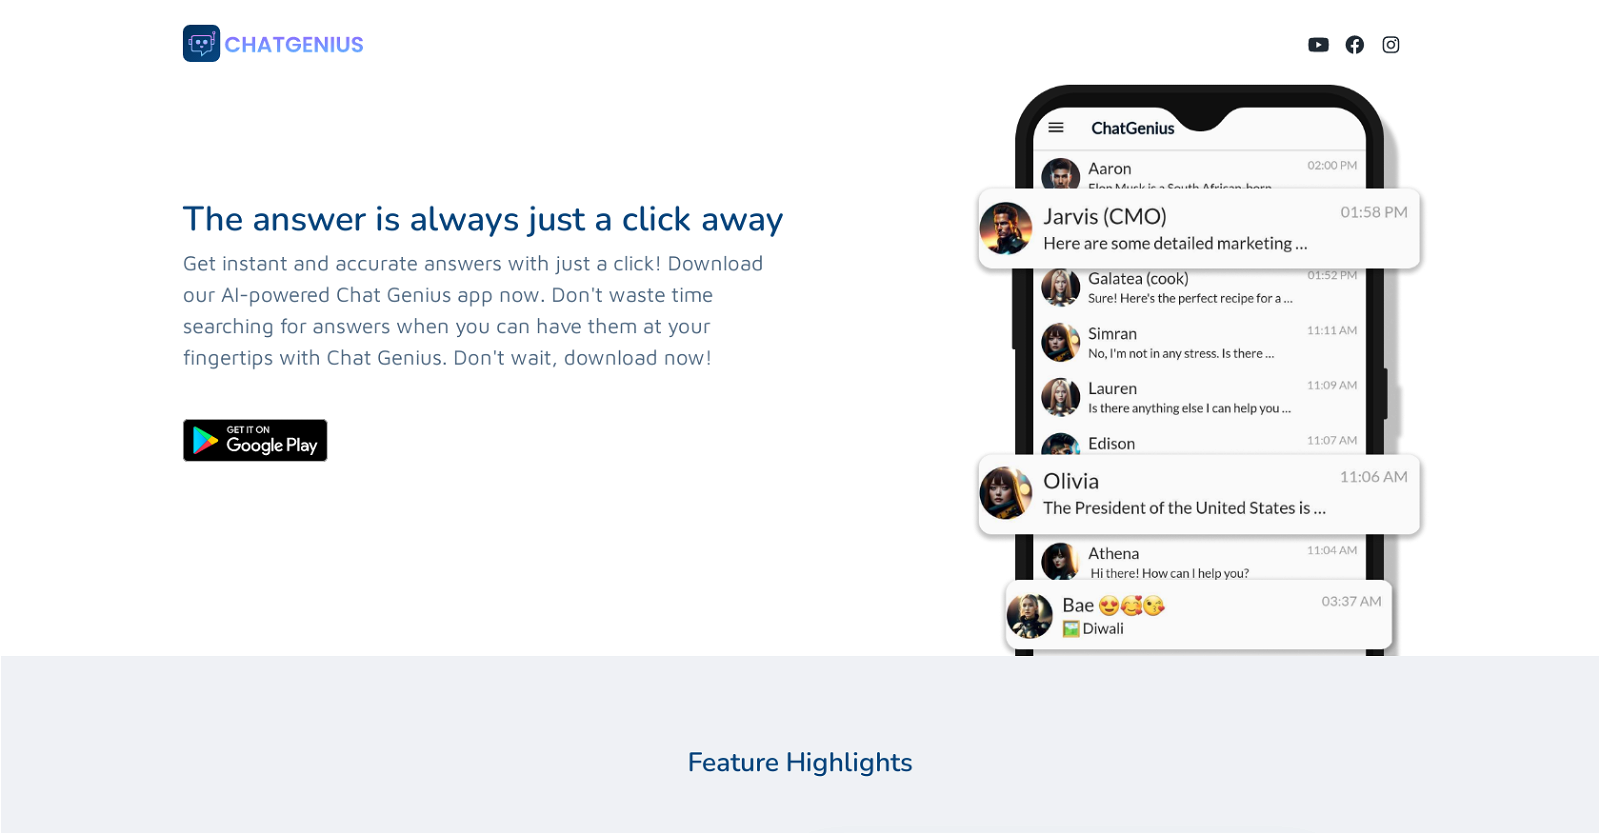 CHATGENIUS
The answer is always just a click away
Get instant and accurate answers with just a click! Download
our AI-powered Chat Genius app now. Don't waste time
searching for answers when you can have them at your
fingertips with Chat Genius. Don't wait, download now!
GET IT ON
Google Play
ChatGenius
Aaron 02:00 PM
Elon Musk is a South African-born
Jarvis (CMO) 01:58 PM
Here are some detailed marketing ...
Galatea (cook) 01:52 PM
Sure! Here's the perfect recipe for a ...
Simran 11:11 AM
No, I'm not in any stress. Is there ...
Lauren 11:09 AM
Is there anything else I can help you ...
Edison 11:07 AM
Olivia 11:06 AM
The President of the United States is ...
Athena 11:04 AM
Hi there! How can I help you?
Bae 😍🥰😘 03:37 AM
🖼️ Diwali
Feature Highlights